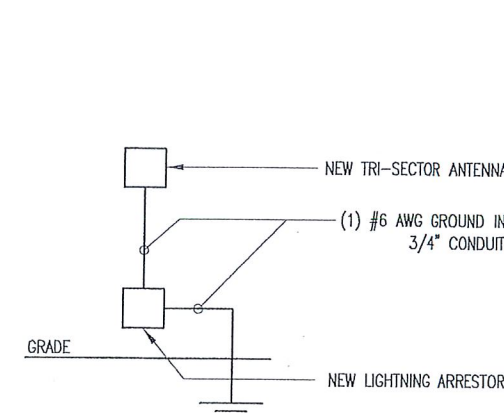 NEW TRI-SECTOR ANTENNA
(1) #6 AWG GROUND IN
3/4" CONDUIT
GRADE
NEW LIGHTNING ARRESTOR